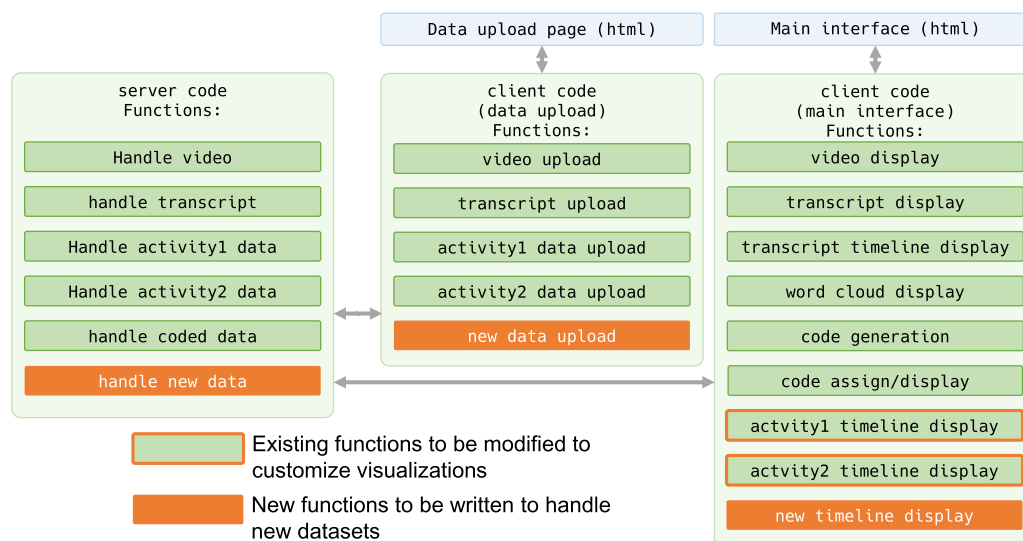 Data upload page (html)
Main interface (html)
server code
Functions:
Handle video
handle transcript
Handle activity1 data
Handle activity2 data
handle coded data
handle new data
client code
(data upload)
Functions:
video upload
transcript upload
activity1 data upload
activity2 data upload
new data upload
client code
(main interface)
Functions:
video display
transcript display
transcript timeline display
word cloud display
code generation
code assign/display
actvity1 timeline display
actvity2 timeline display
new timeline display
Existing functions to be modified to
customize visualizations
New functions to be written to handle
new datasets